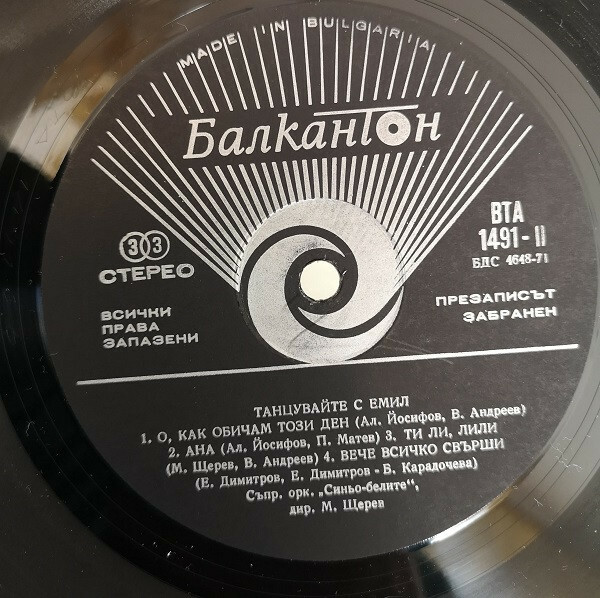 MADE IN BULGARIA
Балкантон
ВТА
1491-II
БДС 4648-71
33
СТЕРЕО
ВСИЧКИ
ПРАВА
ЗАПАЗЕНИ
ПРЕЗАПИСЪТ
ЗАБРАНЕН
ТАНЦУВАЙТЕ С ЕМИЛ
1. О, КАК ОБИЧАМ ТОЗИ ДЕН (Ал. Йосифов, В. Андреев)
2. АНА (Ал. Йосифов, П. Матев) 3. ТИ ЛИ, ЛИЛИ
(М. Щерев, В. Андреев) 4. ВЕЧЕ ВСИЧКО СВЪРШИ
(Е. Димитров, Е. Димитров - Б. Карадочева)
Съпр. орк. „Синьо-белите",
дир. М. Щерев